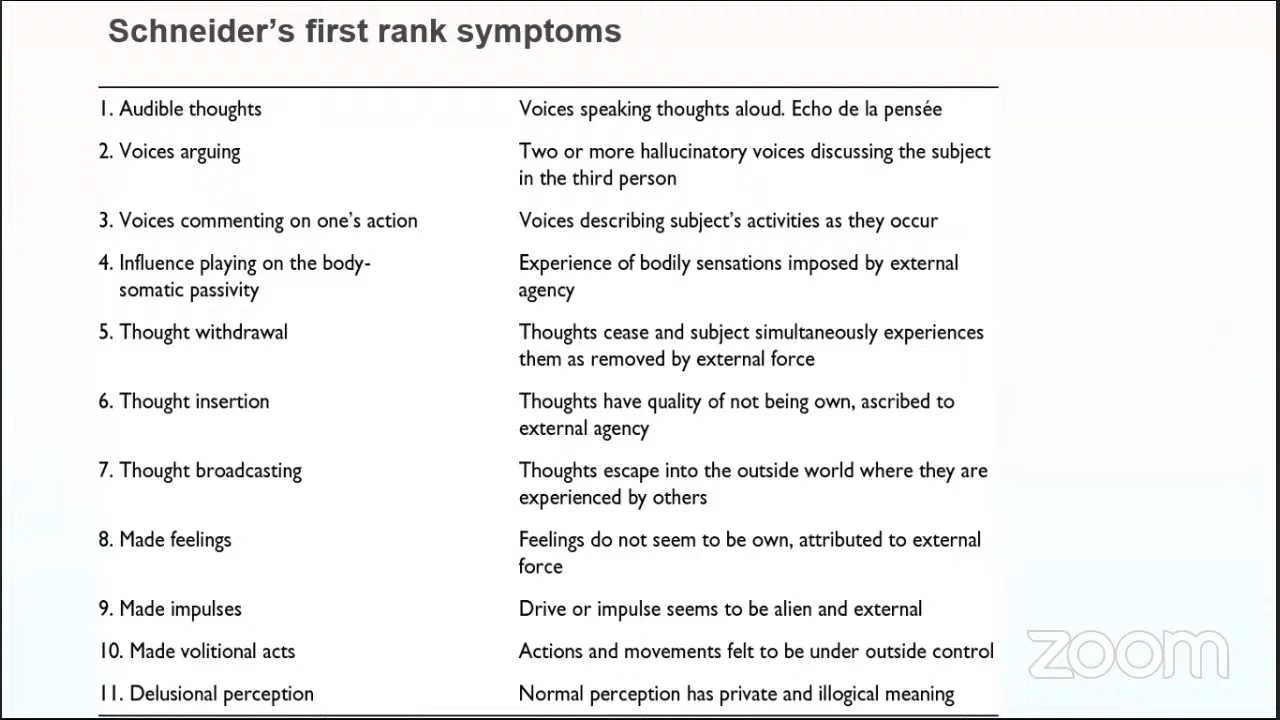 Schneider's first rank symptoms
1. Audible thoughts Voices speaking thoughts aloud. Echo de la pensée
2. Voices arguing Two or more hallucinatory voices discussing the subject
in the third person
3. Voices commenting on one's action Voices describing subject's activities as they occur
4. Influence playing on the body- Experience of bodily sensations imposed by external
somatic passivity agency
5. Thought withdrawal Thoughts cease and subject simultaneously experiences
them as removed by external force
6. Thought insertion Thoughts have quality of not being own, ascribed to
external agency
7. Thought broadcasting Thoughts escape into the outside world where they are
experienced by others
8. Made feelings Feelings do not seem to be own, attributed to external
force
9. Made impulses Drive or impulse seems to be alien and external
10. Made volitional acts Actions and movements felt to be under outside control
11. Delusional perception Normal perception has private and illogical meaning
zoom